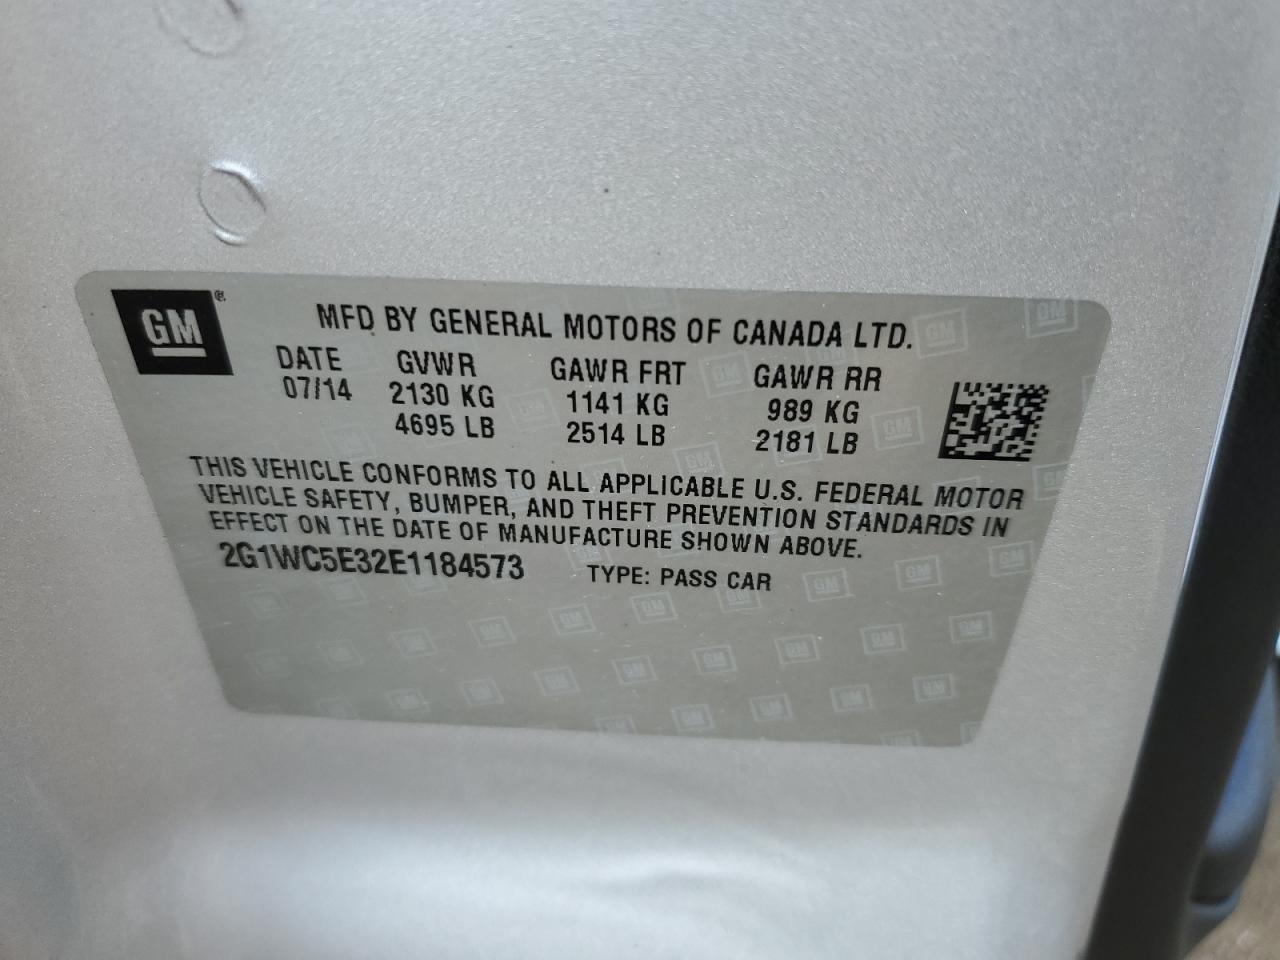 GM®
MFD BY GENERAL MOTORS OF CANADA LTD.
DATE GVWR GAWR FRT GAWR RR
07/14 2130 KG 1141 KG 989 KG
4695 LB 2514 LB 2181 LB
THIS VEHICLE CONFORMS TO ALL APPLICABLE U.S. FEDERAL MOTOR
VEHICLE SAFETY, BUMPER, AND THEFT PREVENTION STANDARDS IN
EFFECT ON THE DATE OF MANUFACTURE SHOWN ABOVE.
2G1WC5E32E1184573 TYPE: PASS CAR